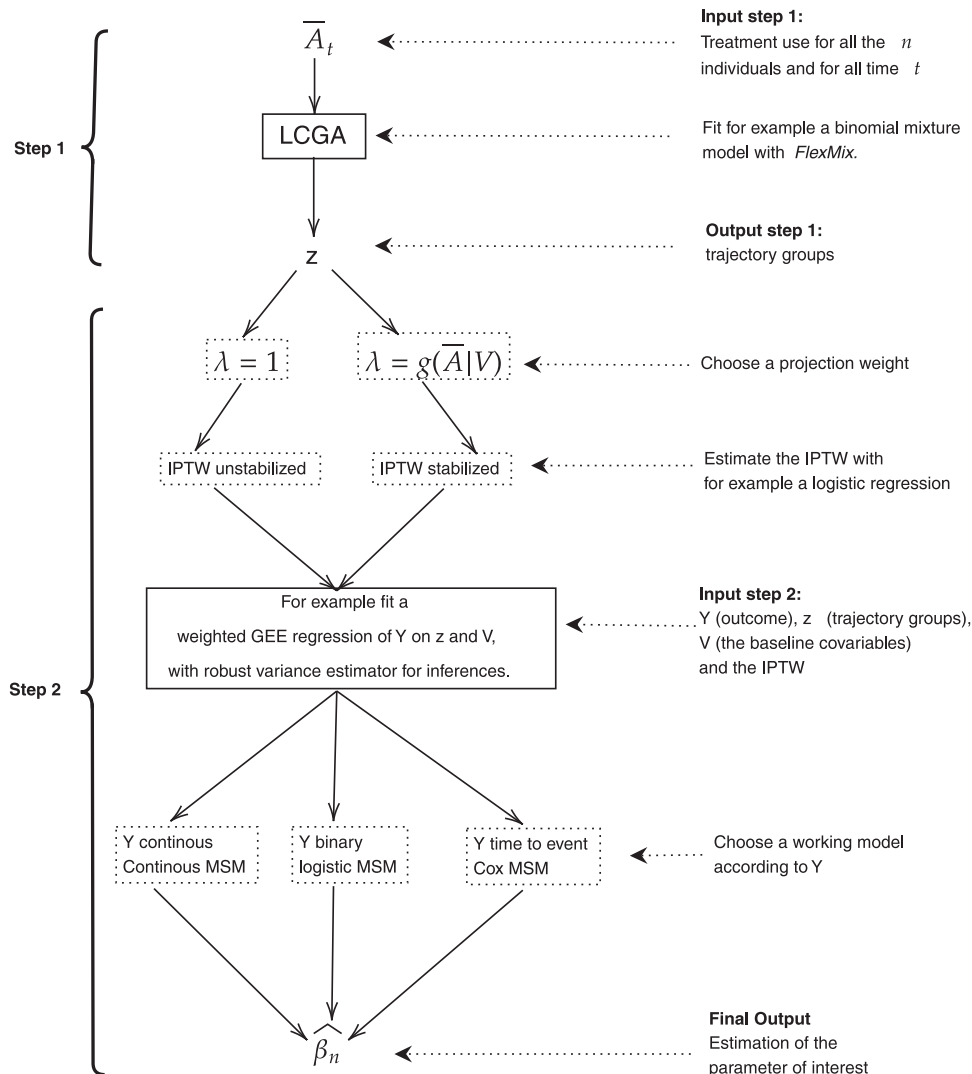 Input step 1:
A̅ₜ
Treatment use for all the n
individuals and for all time t
LCGA
Fit for example a binomial mixture
model with FlexMix.
Step 1
Output step 1:
z
trajectory groups
λ = 1
λ = g(A̅|V)
Choose a projection weight
IPTW unstabilized
IPTW stabilized
Estimate the IPTW with
for example a logistic regression
For example fit a
weighted GEE regression of Y on z and V,
with robust variance estimator for inferences.
Input step 2:
Y (outcome), z (trajectory groups),
V (the baseline covariables)
and the IPTW
Step 2
Y continous
Continous MSM
Y binary
logistic MSM
Y time to event
Cox MSM
Choose a working model
according to Y
β̂ₙ
Final Output
Estimation of the
parameter of interest